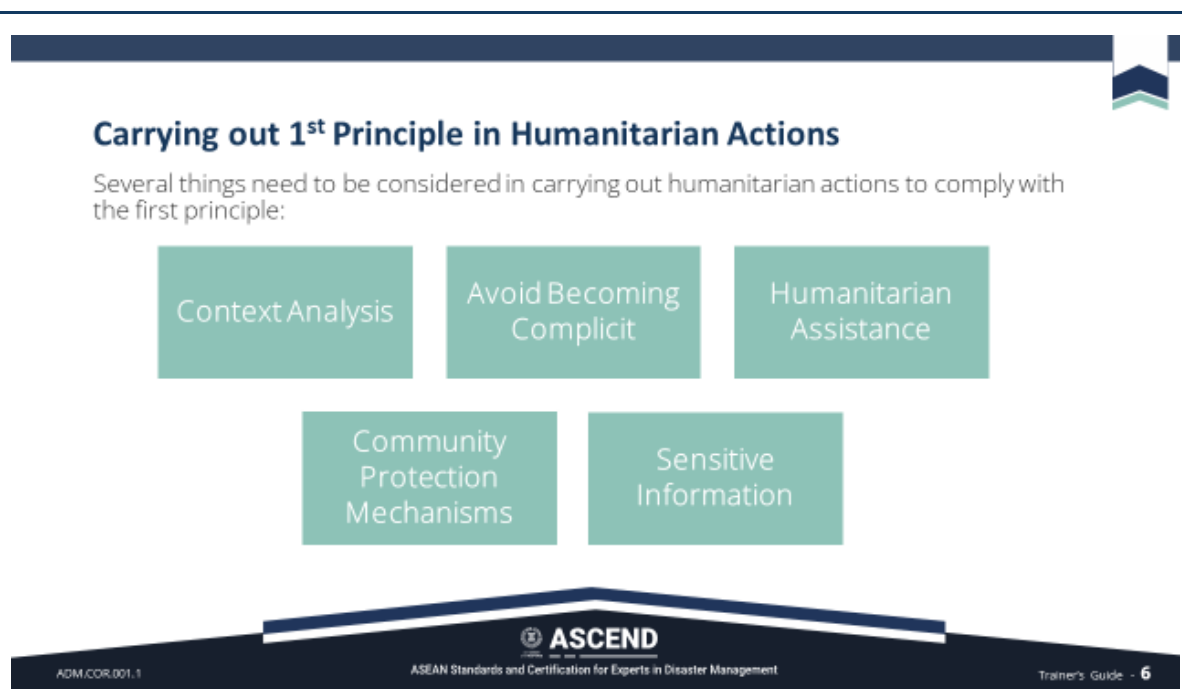 Carrying out 1st Principle in Humanitarian Actions
Several things need to be considered in carrying out humanitarian actions to comply with
the first principle:
Context Analysis
Avoid Becoming
Complicit
Humanitarian
Assistance
Community
Protection
Mechanisms
Sensitive
Information
ASCEND
ASEAN Standards and Certification for Experts in Disaster Management
ADM.COR.001.1
Trainer's Guide - 6